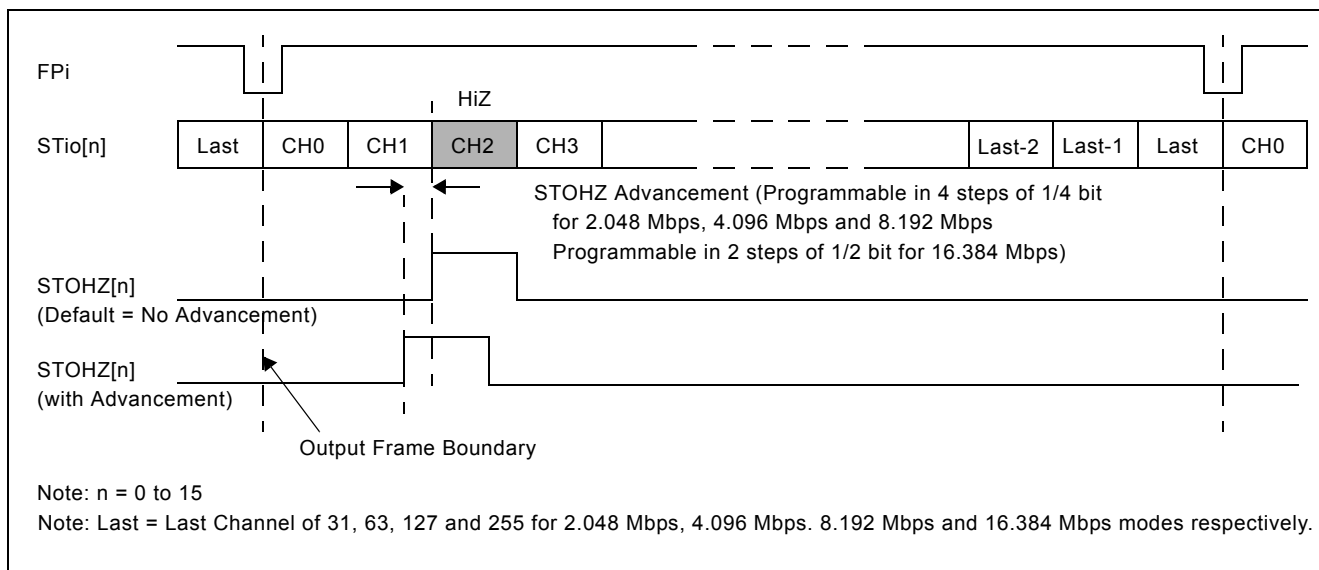 FPi
HiZ
STio[n] Last CH0 CH1 CH2 CH3 Last-2 Last-1 Last CH0
STOHZ Advancement (Programmable in 4 steps of 1/4 bit
for 2.048 Mbps, 4.096 Mbps and 8.192 Mbps
Programmable in 2 steps of 1/2 bit for 16.384 Mbps)
STOHZ[n]
(Default = No Advancement)
STOHZ[n]
(with Advancement)
Output Frame Boundary
Note: n = 0 to 15
Note: Last = Last Channel of 31, 63, 127 and 255 for 2.048 Mbps, 4.096 Mbps. 8.192 Mbps and 16.384 Mbps modes respectively.